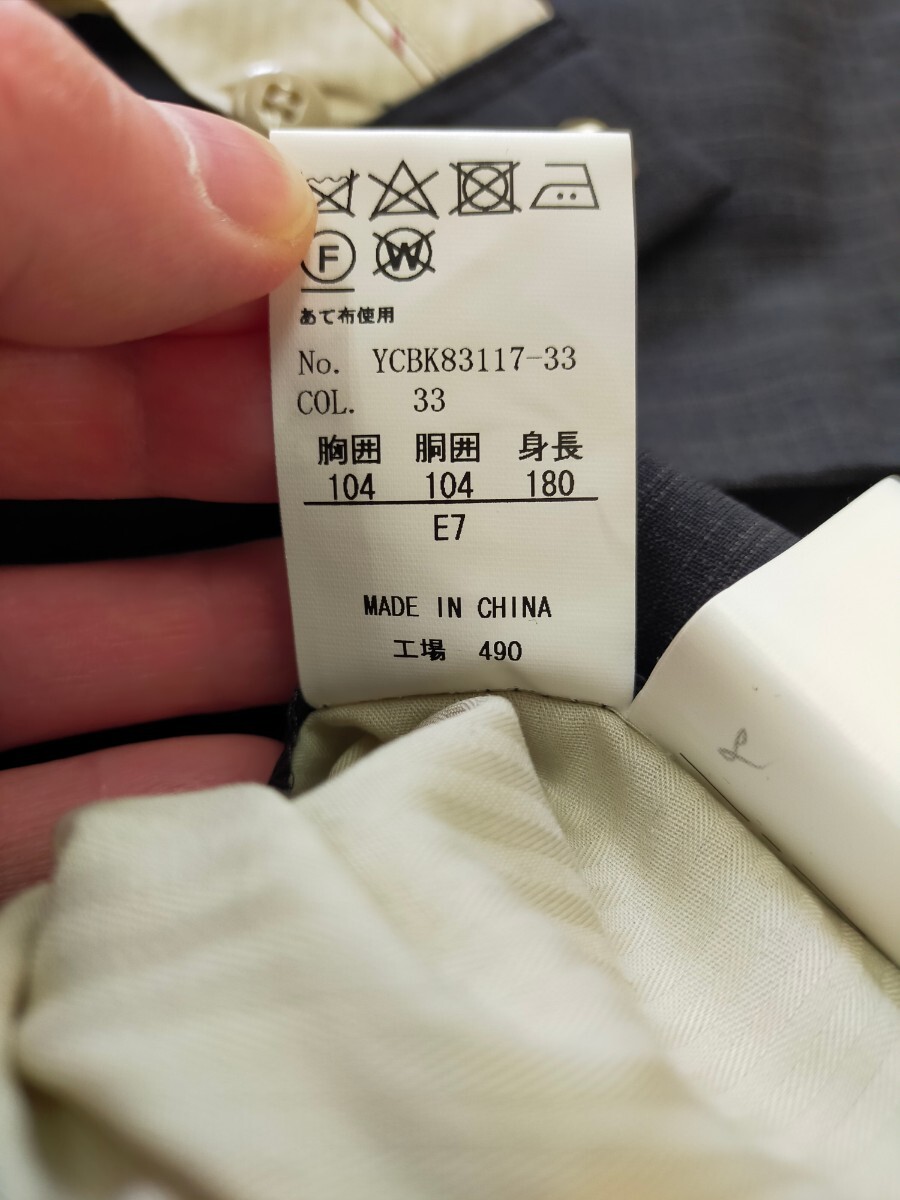 F W
あて布使用
No. YCBK83117-33
COL. 33
胸囲 胴囲 身長
104 104 180
E7
MADE IN CHINA
工場 490